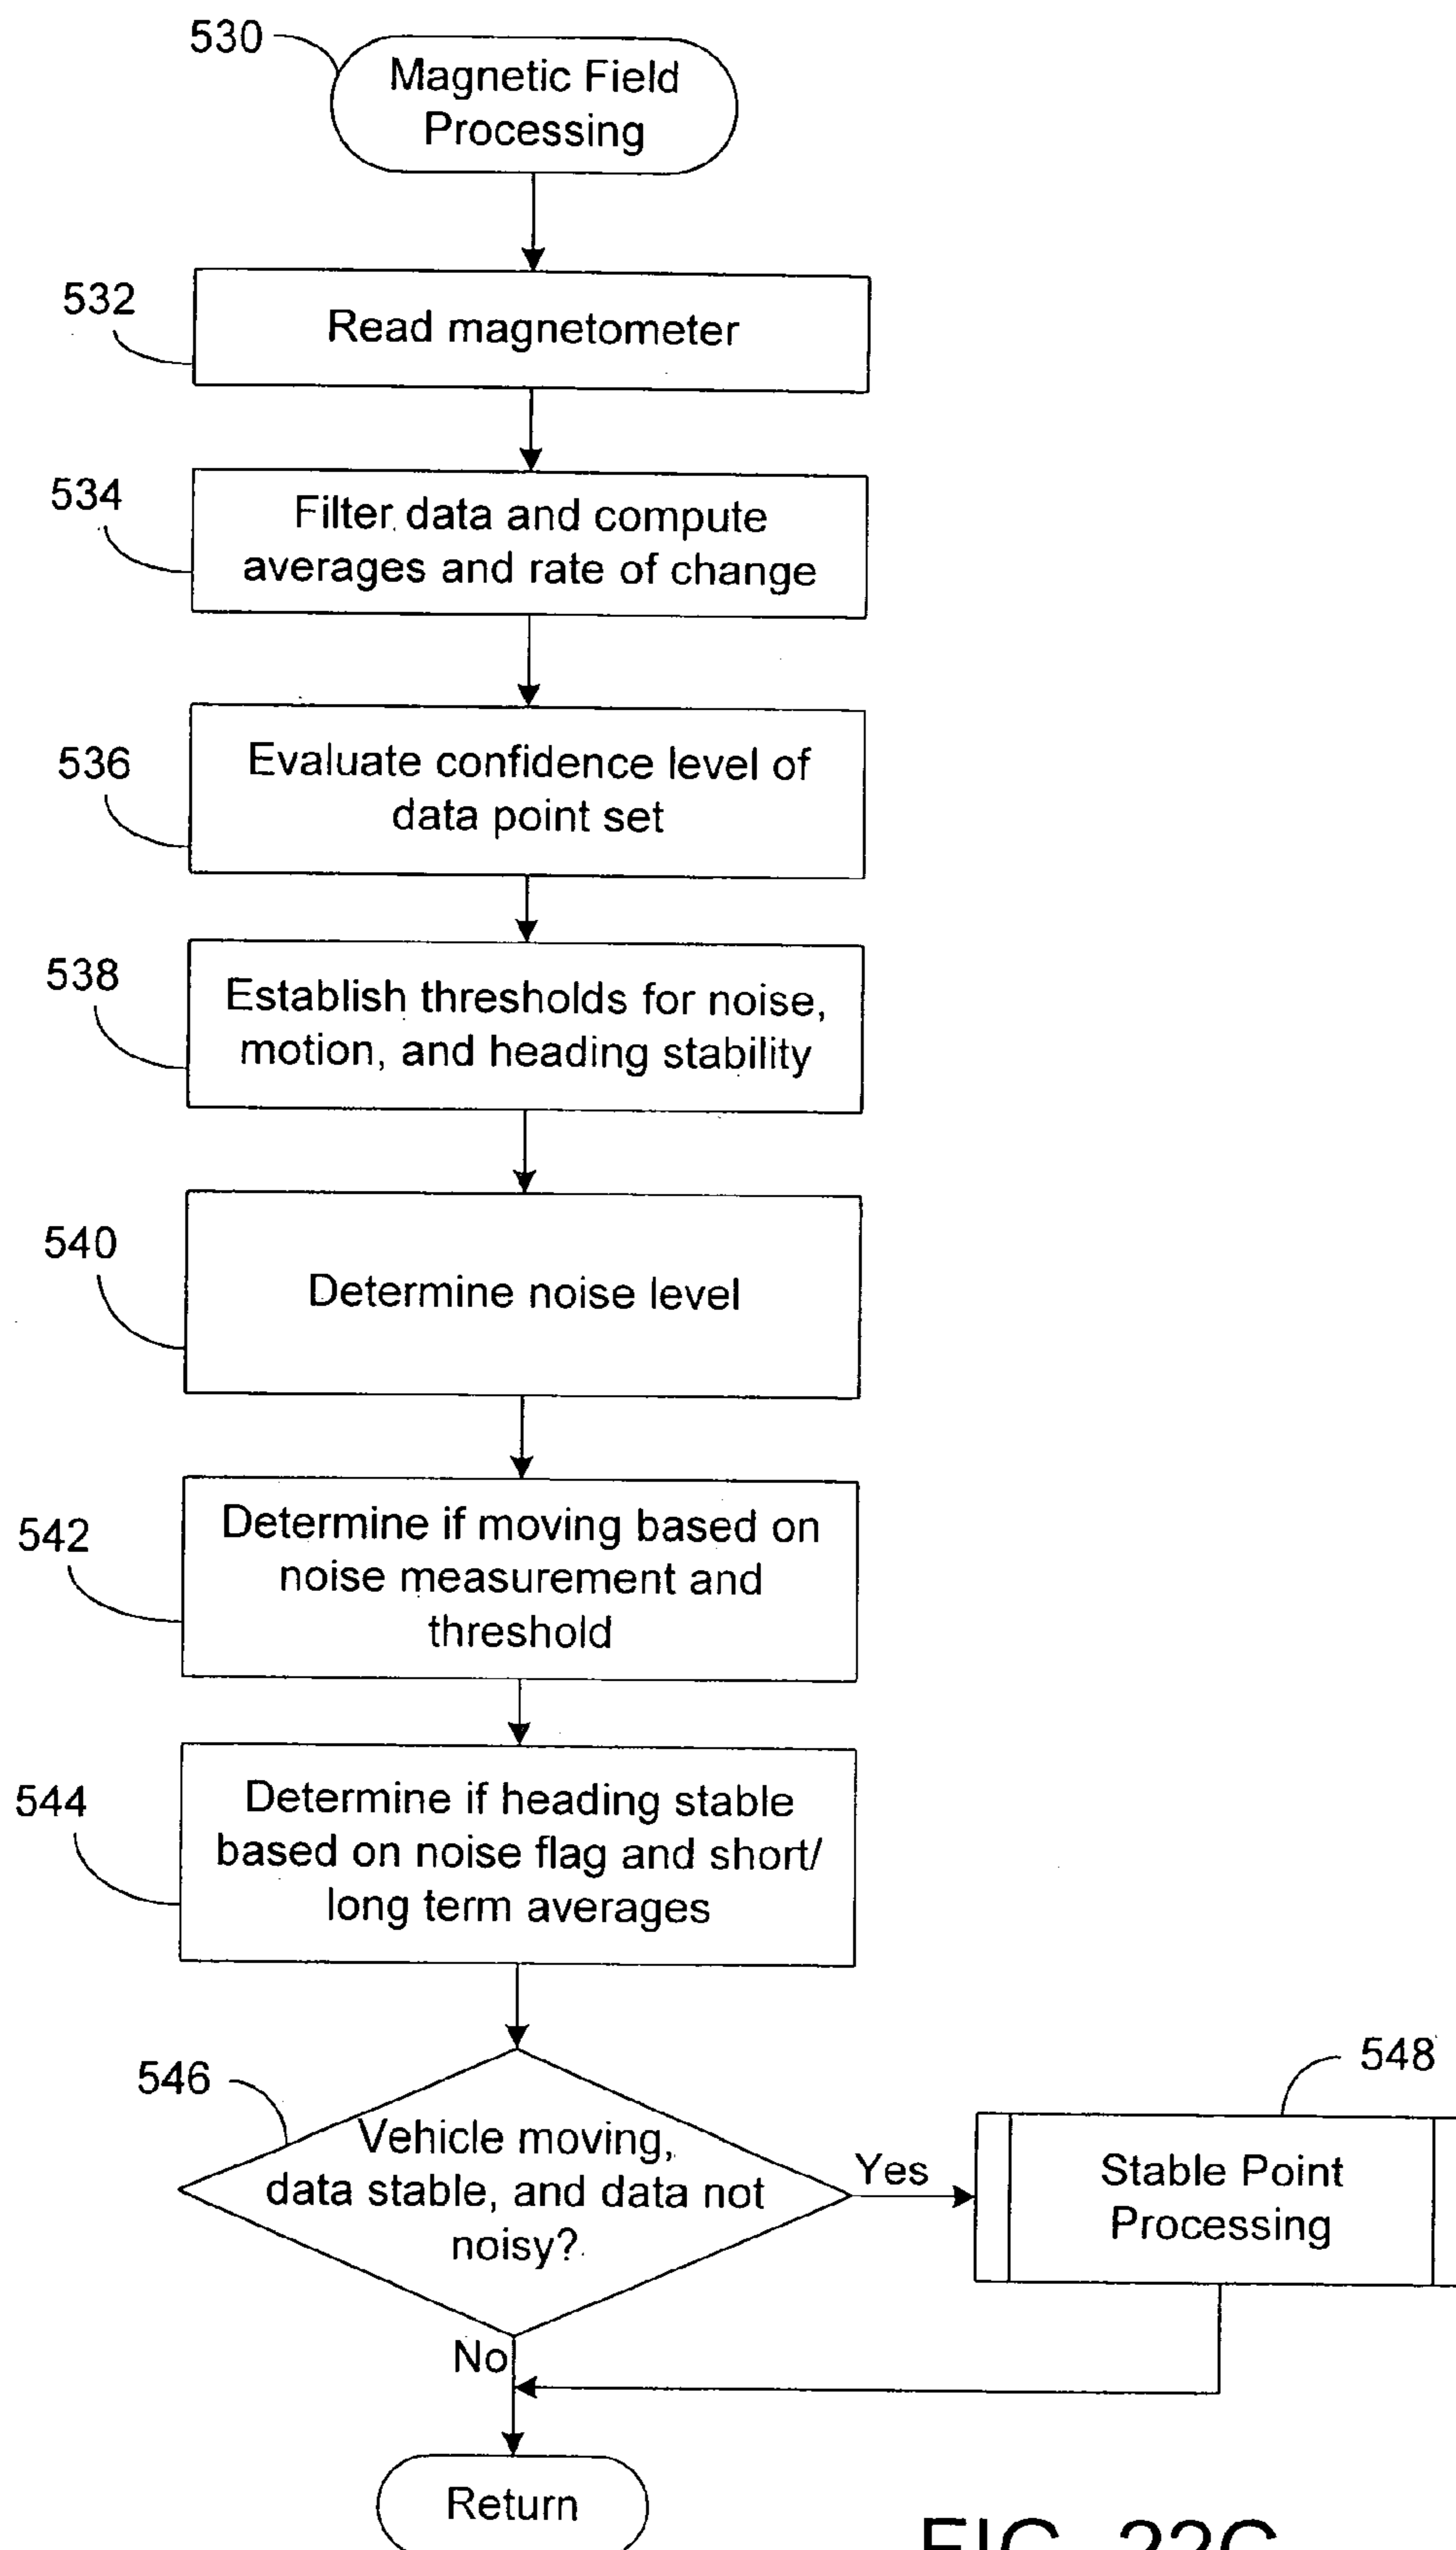 530
Magnetic Field
Processing
532
Read magnetometer
534
Filter data and compute
averages and rate of change
536
Evaluate confidence level of
data point set
538
Establish thresholds for noise,
motion, and heading stability
540
Determine noise level
542
Determine if moving based on
noise measurement and
threshold
544
Determine if heading stable
based on noise flag and short/
long term averages
546
Vehicle moving,
data stable, and data not
noisy?
Yes
548
Stable Point
Processing
No
Return
FIG. 22C